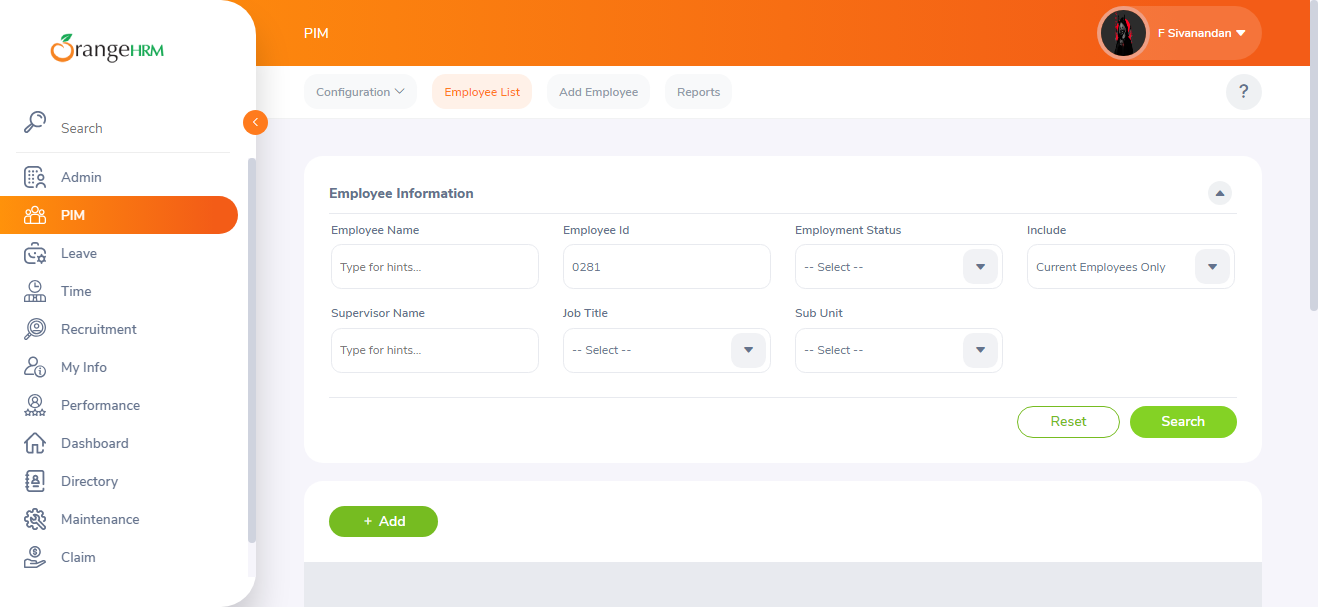 OrangeHRM
PIM
F Sivanandan
Configuration
Employee List
Add Employee
Reports
?
Search
Admin
PIM
Leave
Time
Recruitment
My Info
Performance
Dashboard
Directory
Maintenance
Claim
Employee Information
Employee Name
Employee Id
Employment Status
Include
Type for hints...
0281
-- Select --
Current Employees Only
Supervisor Name
Job Title
Sub Unit
Type for hints...
-- Select --
-- Select --
Reset
Search
+ Add